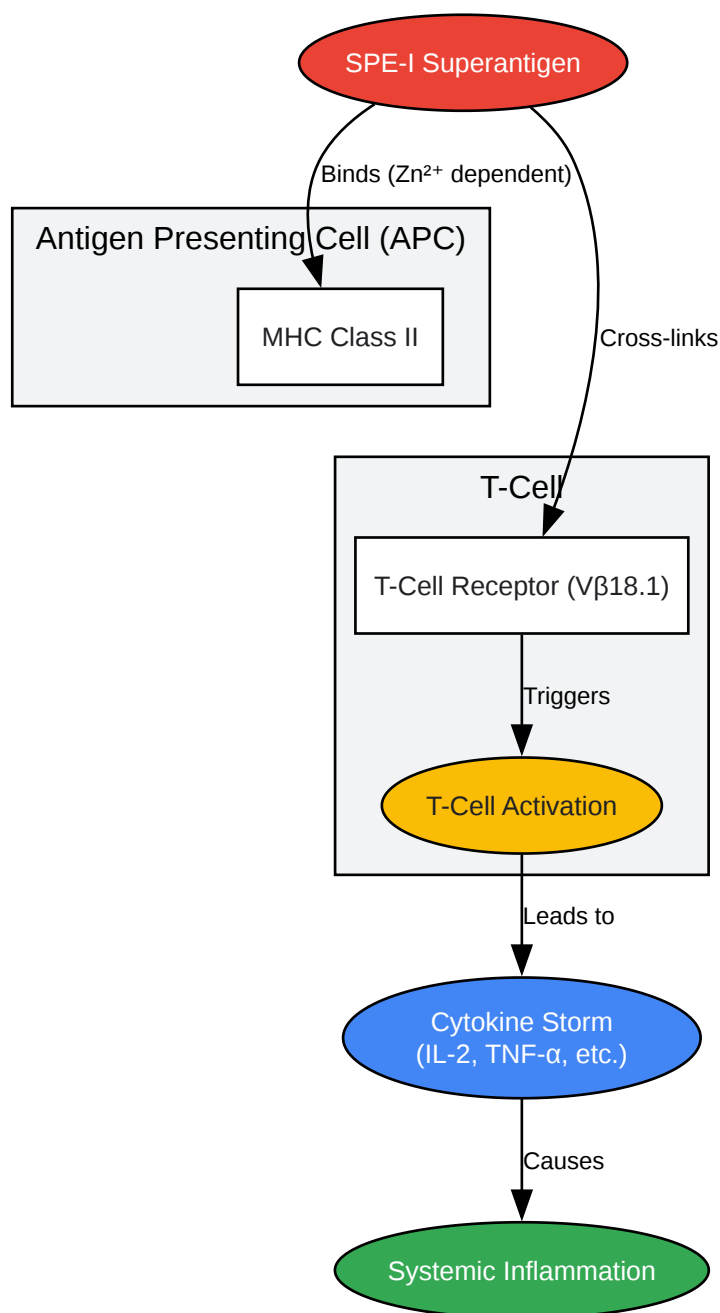 SPE-I Superantigen
Binds (Zn²⁺ dependent)
Antigen Presenting Cell (APC)
MHC Class II
Cross-links
T-Cell
T-Cell Receptor (Vβ18.1)
Triggers
T-Cell Activation
Leads to
Cytokine Storm
(IL-2, TNF-α, etc.)
Causes
Systemic Inflammation